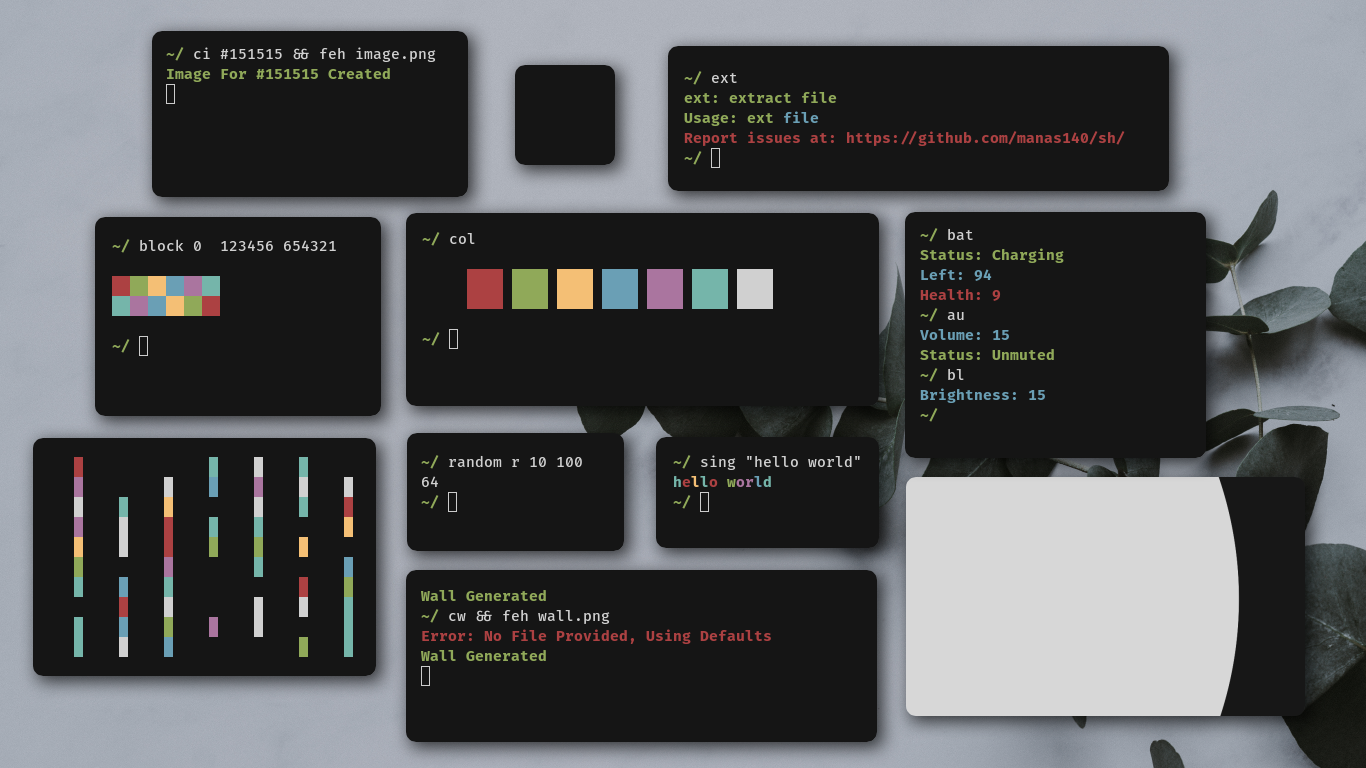 ~/ ci #151515 && feh image.png
Image For #151515 Created
~/ ext
ext: extract file
Usage: ext file
Report issues at: https://github.com/manas140/sh/
~/
~/ block 0  123456 654321
~/
~/ col
~/
~/ bat
Status: Charging
Left: 94
Health: 9
~/ au
Volume: 15
Status: Unmuted
~/ bl
Brightness: 15
~/
~/ random r 10 100
64
~/
~/ sing "hello world"
hello world
~/
Wall Generated
~/ cw && feh wall.png
Error: No File Provided, Using Defaults
Wall Generated